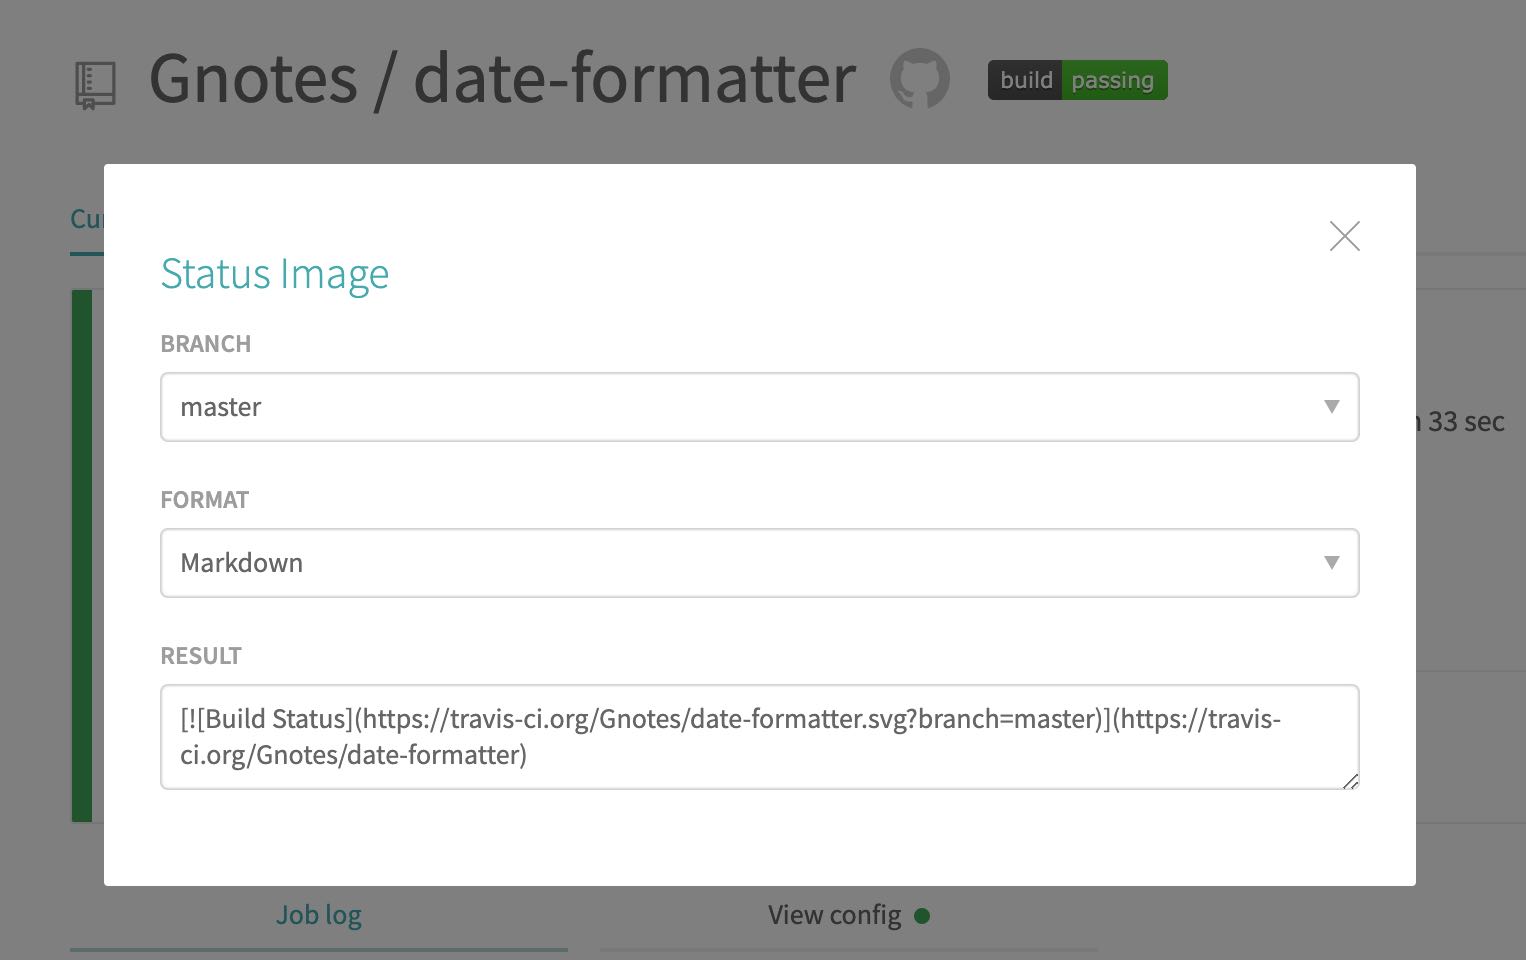 Gnotes / date-formatter
build passing
Status Image
BRANCH
master
FORMAT
Markdown
RESULT
[![Build Status](https://travis-ci.org/Gnotes/date-formatter.svg?branch=master)](https://travis-
ci.org/Gnotes/date-formatter)
33 sec
Job log
View config